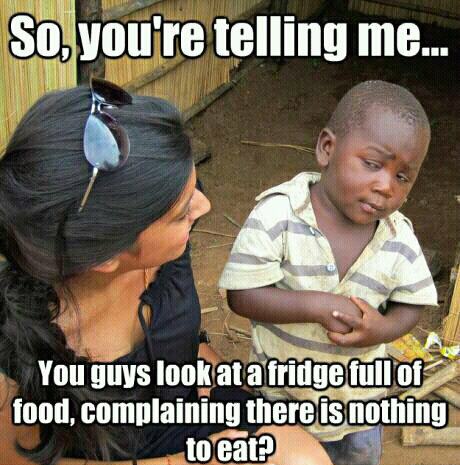 So, you're telling me...
You guys look at a fridge full of
food, complaining there is nothing
to eat?